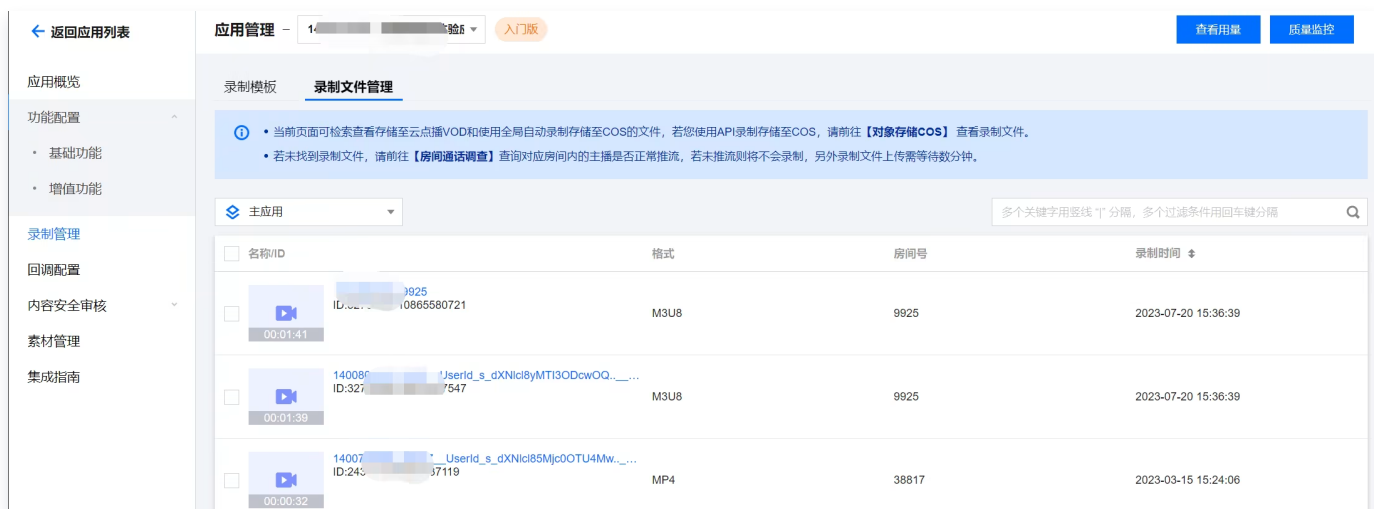 返回应用列表
应用管理 - 14 验版 入门版
查看用量
质量监控
应用概览
功能配置
• 基础功能
• 增值功能
录制管理
回调配置
内容安全审核
素材管理
集成指南
录制模板
录制文件管理
• 当前页面可检索查看存储至云点播VOD和使用全局自动录制存储至COS的文件，若您使用API录制存储至COS，请前往【对象存储COS】 查看录制文件。
• 若未找到录制文件，请前往【房间通话调查】查询对应房间内的主播是否正常推流，若未推流则将不会录制，另外录制文件上传需等待数分钟。
主应用
多个关键字用竖线 "|" 分隔，多个过滤条件用回车键分隔
名称/ID 格式 房间号 录制时间
9925
10865580721
00:01:41
M3U8 9925 2023-07-20 15:36:39
14008 UserId_s_dXNlcl8yMTI3ODcwOQ..__...
ID:327 7547
00:01:39
M3U8 9925 2023-07-20 15:36:39
14007 __UserId_s_dXNlcl85Mjc0OTU4Mw.._...
ID:243 37119
00:00:32
MP4 38817 2023-03-15 15:24:06